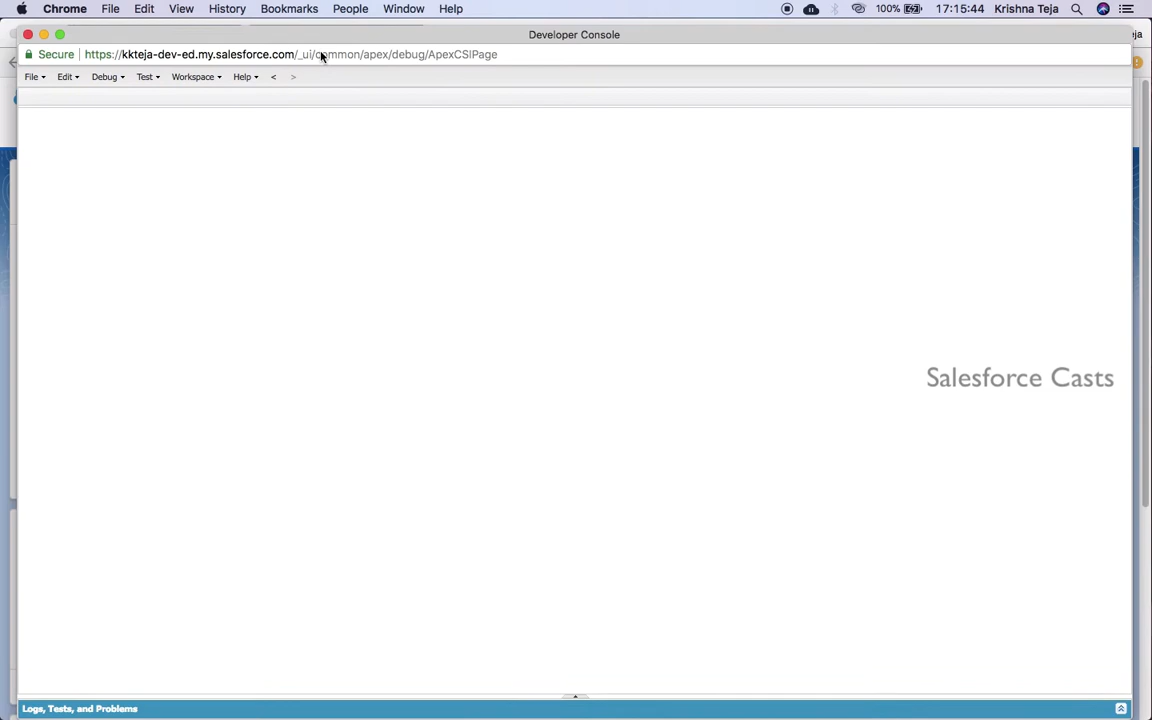 Chrome File Edit View History Bookmarks People Window Help 100% 17:15:44 Krishna Teja
Developer Console
Secure https://kkteja-dev-ed.my.salesforce.com/_ui/common/apex/debug/ApexCSIPage
File Edit Debug Test Workspace Help < >
Salesforce Casts
Logs, Tests, and Problems